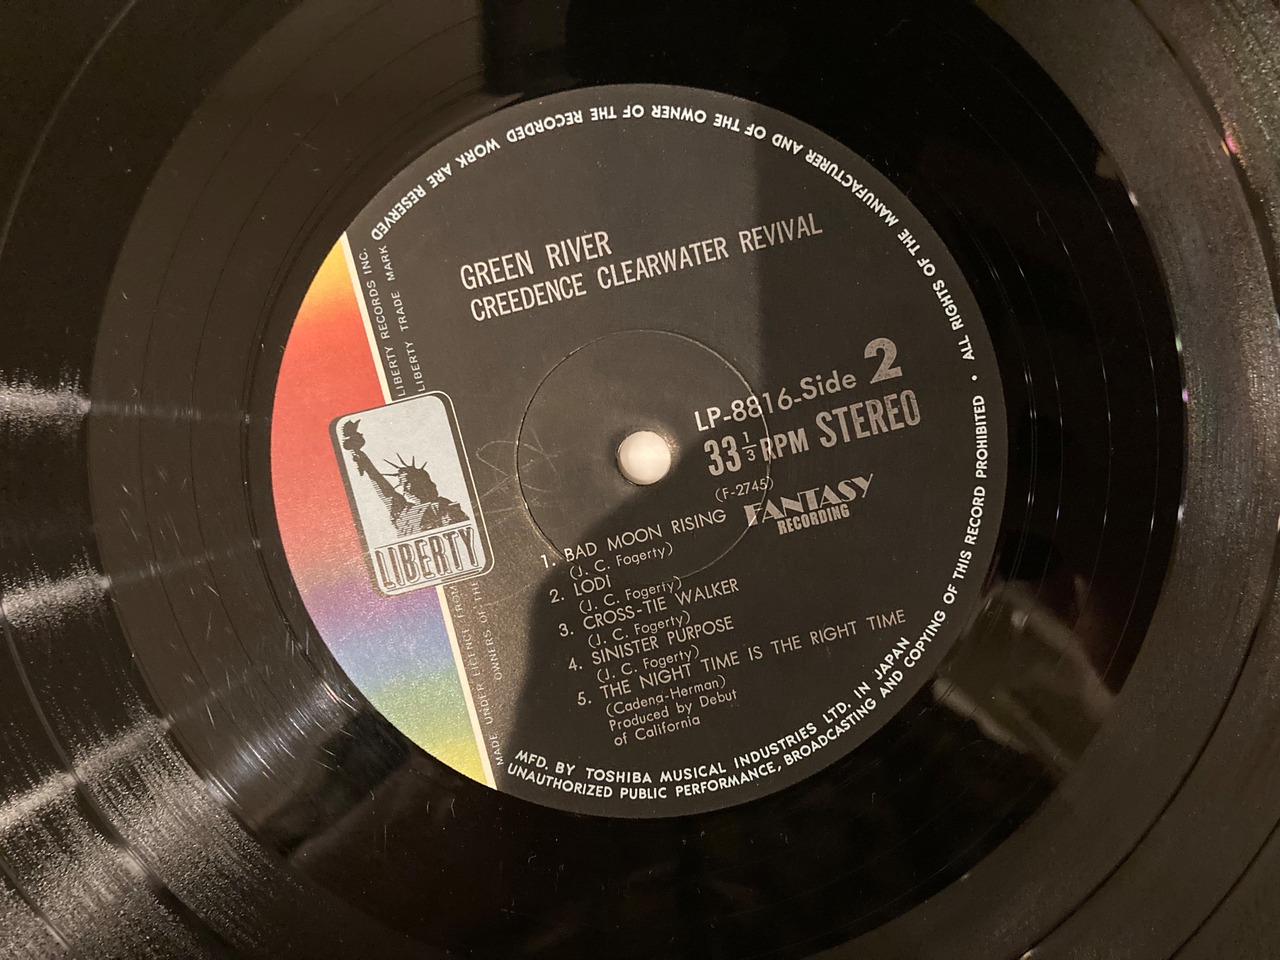 GREEN RIVER
CREEDENCE CLEARWATER REVIVAL
LP-8816-Side 2
33 1/3 RPM STEREO
(F-2745)
FANTASY
RECORDING
1. BAD MOON RISING
(J. C. Fogerty)
2. LODI
(J. C. Fogerty)
3. CROSS-TIE WALKER
(J. C. Fogerty)
4. SINISTER PURPOSE
(J. C. Fogerty)
5. THE NIGHT TIME IS THE RIGHT TIME
(Cadena-Herman)
Produced by Debut
of California
LIBERTY
LIBERTY RECORDS INC.
LIBERTY TRADE MARK
MADE UNDER LICENCE FROM
OWNERS OF THE
MFD. BY TOSHIBA MUSICAL INDUSTRIES LTD. IN JAPAN
UNAUTHORIZED PUBLIC PERFORMANCE, BROADCASTING AND COPYING OF THIS RECORD PROHIBITED • ALL RIGHTS OF THE MANUFACTURER AND OF THE OWNER OF THE RECORDED WORK ARE RESERVED